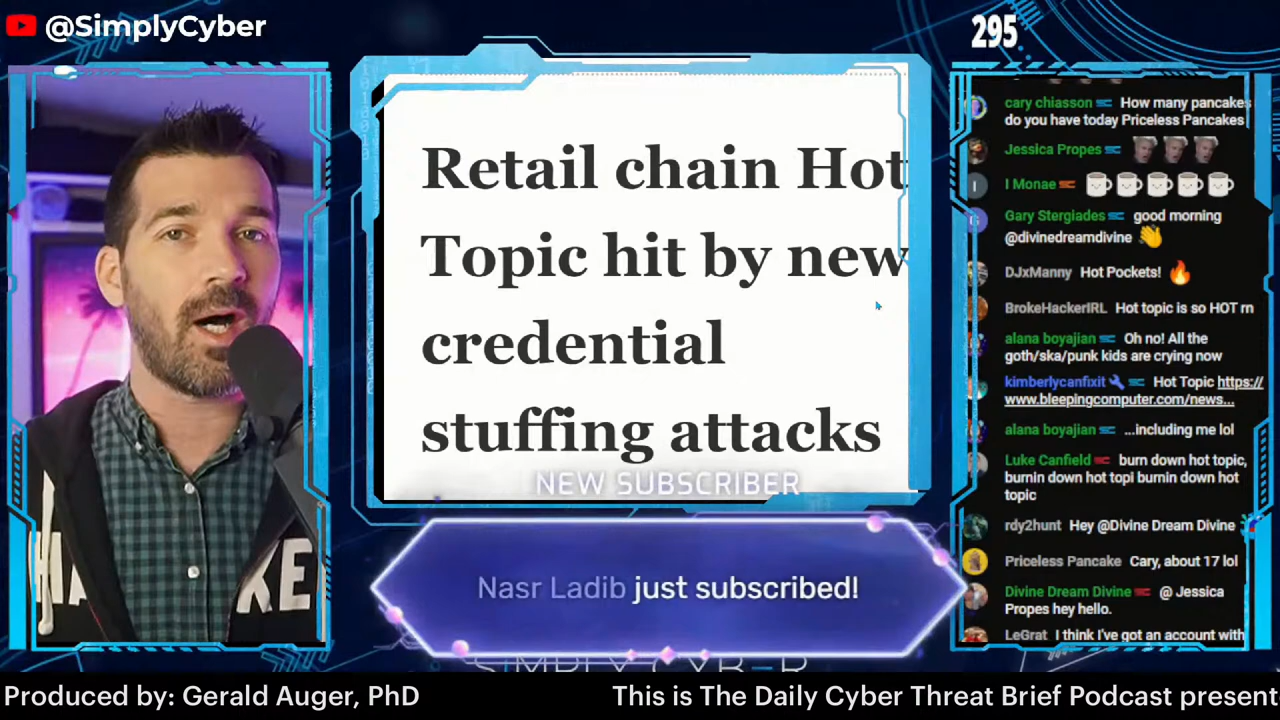 @SimplyCyber
295
Retail chain Hot
Topic hit by new
credential
stuffing attacks
NEW SUBSCRIBER
Nasr Ladib just subscribed!
SIMPLY CYBER
cary chiasson How many pancakes
do you have today Priceless Pancakes
Jessica Propes
I Monae
Gary Stergiades good morning
@divinedreamdivine
DJxManny Hot Pockets!
BrokeHackerIRL Hot topic is so HOT rn
alana boyajian Oh no! All the
goth/ska/punk kids are crying now
kimberlycanfixit Hot Topic https://
www.bleepingcomputer.com/news...
alana boyajian ...including me lol
Luke Canfield burn down hot topic,
burnin down hot topi burnin down hot
topic
rdy2hunt Hey @Divine Dream Divine
Priceless Pancake Cary, about 17 lol
Divine Dream Divine @ Jessica
Propes hey hello.
LeGrat I think I've got an account with
Produced by: Gerald Auger, PhD
This is The Daily Cyber Threat Brief Podcast present